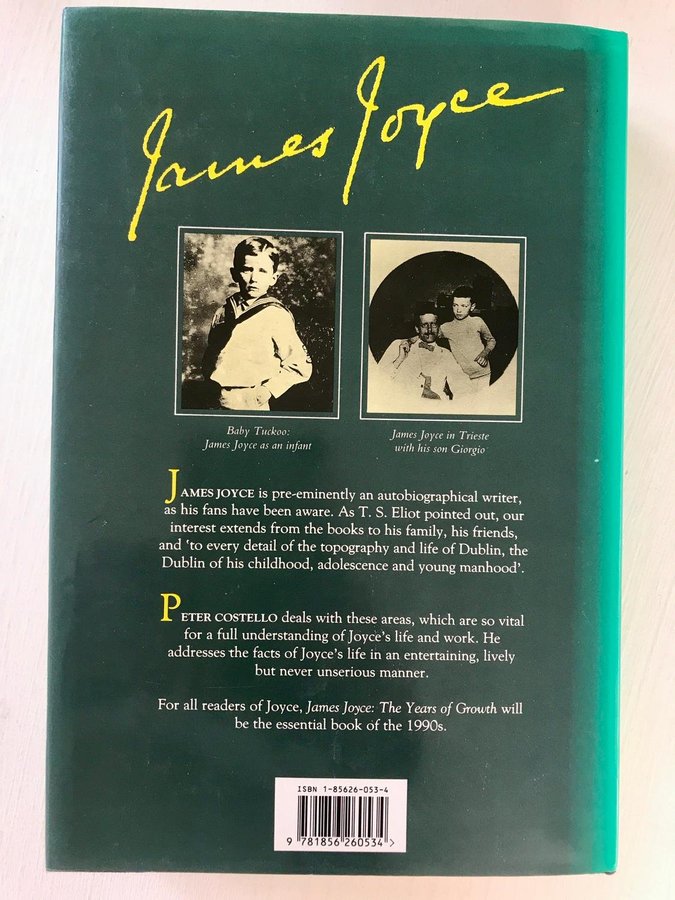 James Joyce
Baby Tuckoo:
James Joyce as an infant
James Joyce in Trieste
with his son Giorgio
JAMES JOYCE is pre-eminently an autobiographical writer,
as his fans have been aware. As T. S. Eliot pointed out, our
interest extends from the books to his family, his friends,
and ‘to every detail of the topography and life of Dublin, the
Dublin of his childhood, adolescence and young manhood’.
PETER COSTELLO deals with these areas, which are so vital
for a full understanding of Joyce’s life and work. He
addresses the facts of Joyce’s life in an entertaining, lively
but never unserious manner.
For all readers of Joyce, James Joyce: The Years of Growth will
be the essential book of the 1990s.
ISBN 1-85626-053-4
9 781856 260534 >